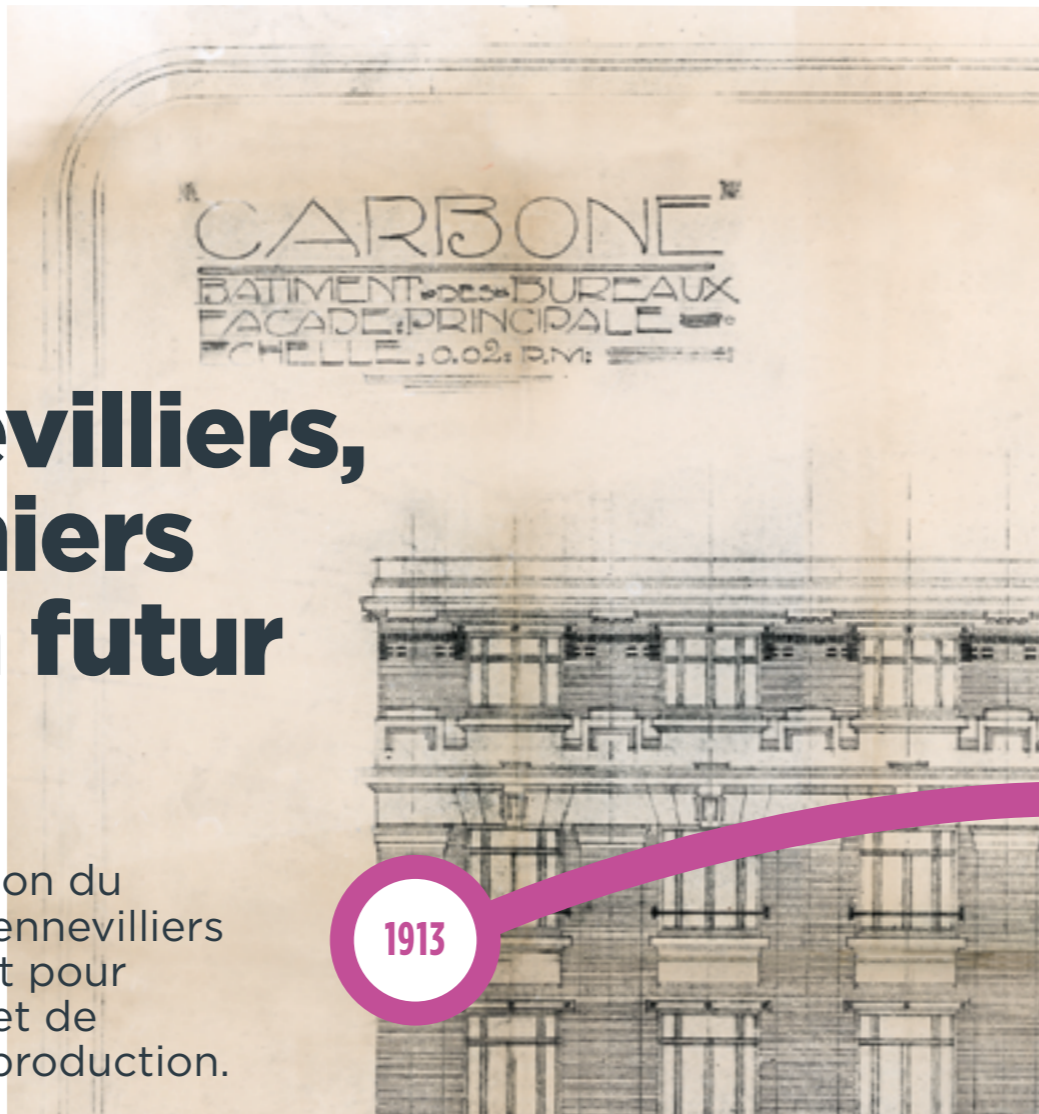 "CARBONE"
BATIMENT DES BUREAUX
FACADE PRINCIPALE
ECHELLE : 0.02 : P.M :
evilliers,
niers
futur
1913
on du
ennevilliers
t pour
et de
production.